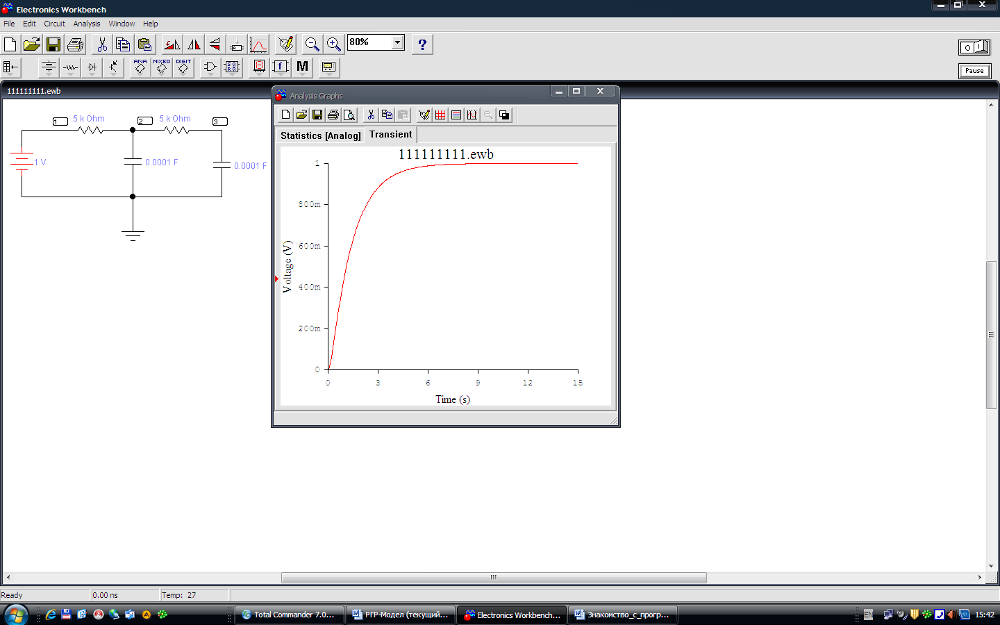 Electronics Workbench
File Edit Circuit Analysis Window Help
80%
?
ANA MIXED DIGIT
f M
Pause
111111111.ewb
1 5 k Ohm 2 5 k Ohm 3
1 V 0.0001 F 0.0001 F
Analysis Graphs
Statistics [Analog] Transient
111111111.ewb
1
800m
600m
400m
200m
0
Voltage (V)
0 3 6 9 12 15
Time (s)
Ready 0.00 ns Temp: 27
Total Commander 7.0... РГР-Модел (текущий... Electronics Workbench... Знакомство_с_прогр... EN 15:42